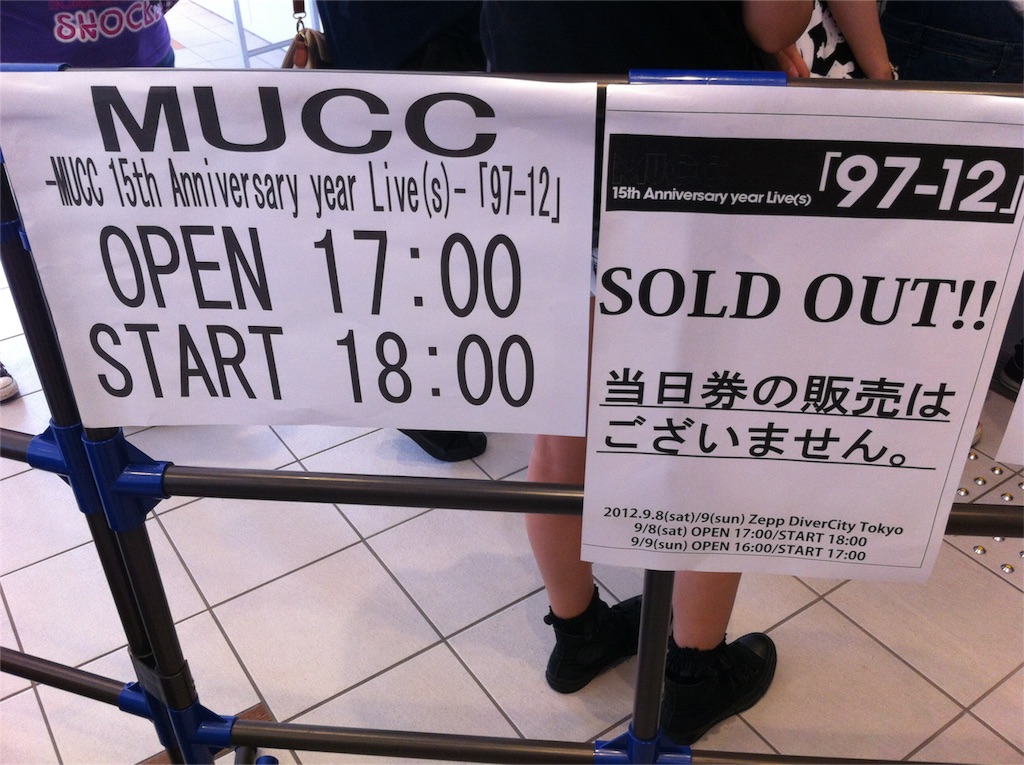 SHOCK
MUCC
-MUCC 15th Anniversary year Live(s)-「97-12」
OPEN 17:00
START 18:00
MUCC
15th Anniversary year Live(s)
「97-12」
SOLD OUT!!
当日券の販売は
ございません。
2012.9.8(sat)/9(sun) Zepp DiverCity Tokyo
9/8(sat) OPEN 17:00/START 18:00
9/9(sun) OPEN 16:00/START 17:00